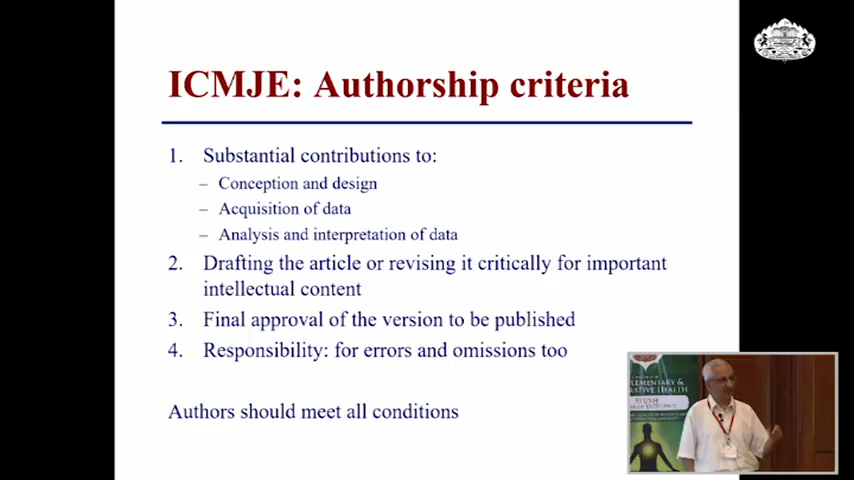 ICMJE: Authorship criteria
1. Substantial contributions to:
– Conception and design
– Acquisition of data
– Analysis and interpretation of data
2. Drafting the article or revising it critically for important
intellectual content
3. Final approval of the version to be published
4. Responsibility: for errors and omissions too
Authors should meet all conditions
LEMENTARY &
RATIVE HEALTH
AYUSH
EXCELLENCE